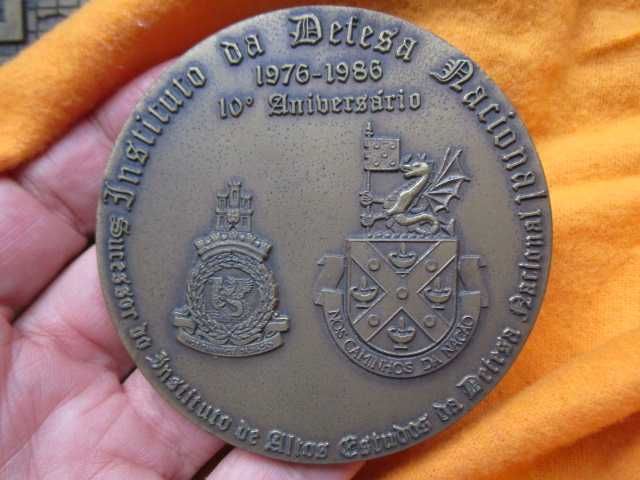 Instituto da Defesa Nacional
1976-1986
10º Aniversário
NOS CAMINHOS DA NAÇÃO
Sucessor do Instituto de Altos Estudos da Defesa Nacional